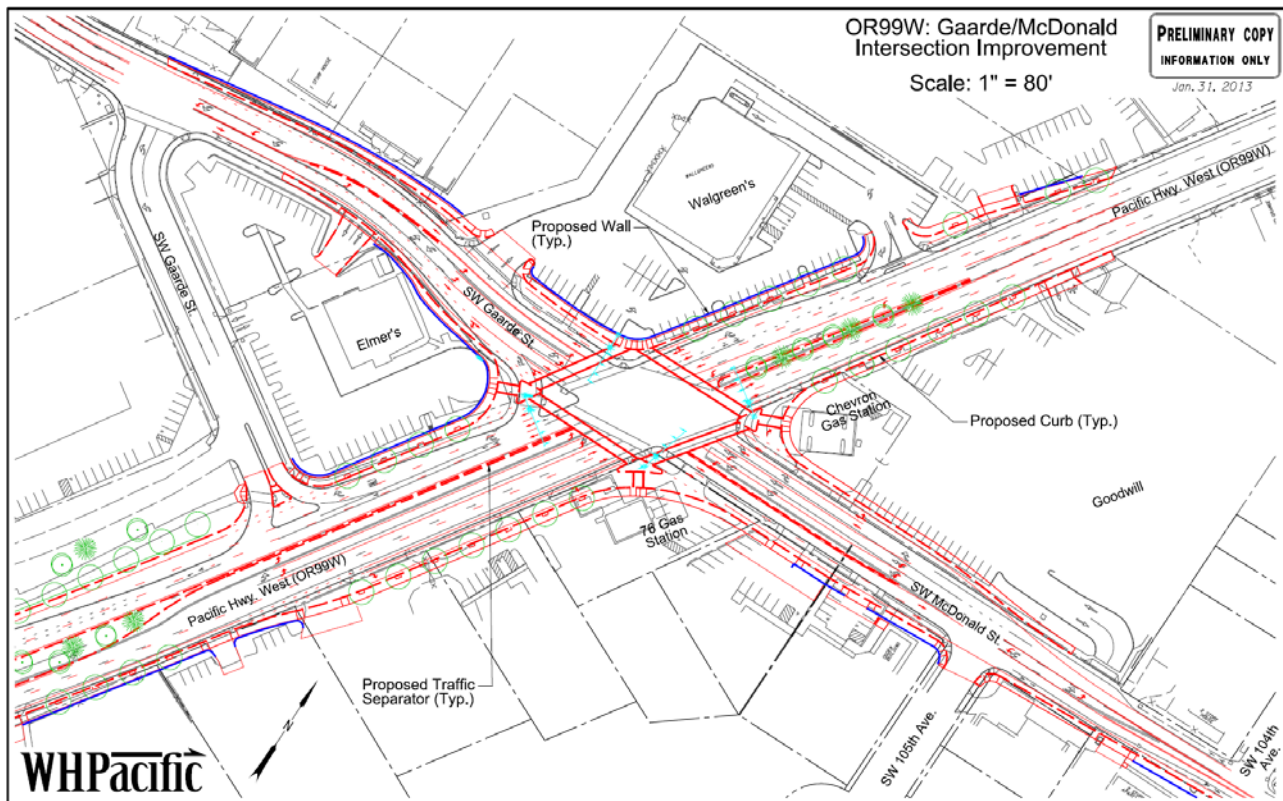 OR99W: Gaarde/McDonald
Intersection Improvement
Scale: 1" = 80'
PRELIMINARY COPY
INFORMATION ONLY
Jan. 31, 2013
Pacific Hwy. West (OR99W)
Walgreen's
Proposed Wall
(Typ.)
SW Gaarde St.
SW Gaarde St.
Elmer's
Chevron
Gas Station
Proposed Curb (Typ.)
Goodwill
76 Gas
Station
Pacific Hwy. West (OR99W)
SW McDonald St.
Proposed Traffic
Separator (Typ.)
N
SW 105th Ave.
SW 104th
Ave.
WHPacific